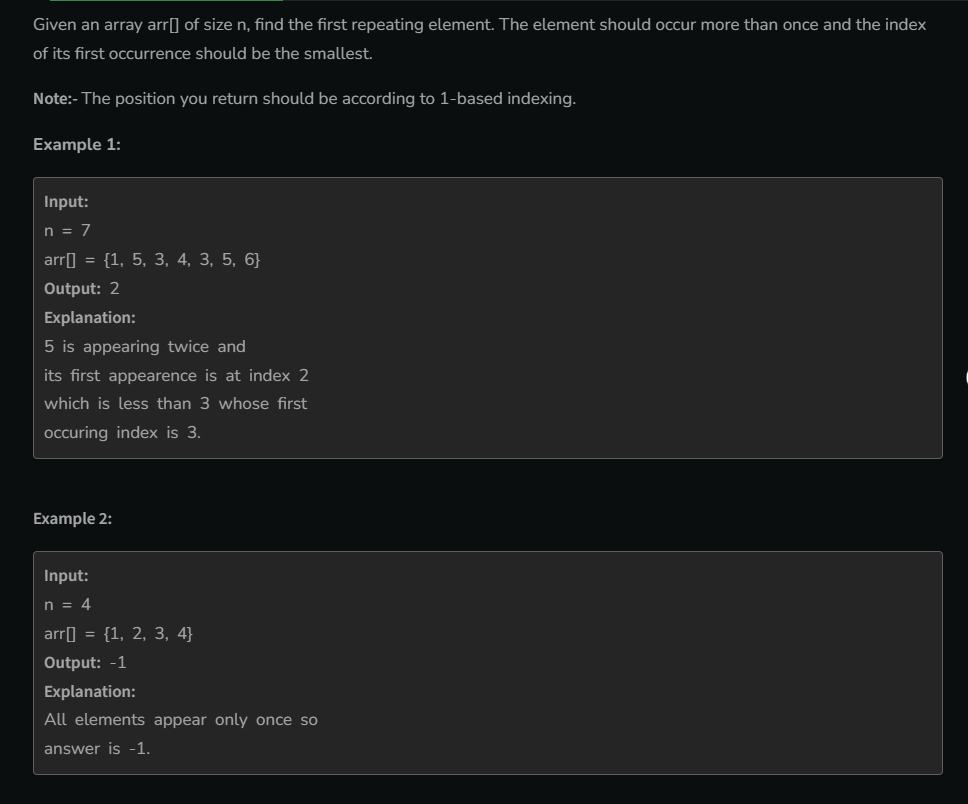 Given an array arr[] of size n, find the first repeating element. The element should occur more than once and the index
of its first occurrence should be the smallest.
Note:- The position you return should be according to 1-based indexing.
Example 1:
Input:
n = 7
arr[] = {1, 5, 3, 4, 3, 5, 6}
Output: 2
Explanation:
5 is appearing twice and
its first appearence is at index 2
which is less than 3 whose first
occuring index is 3.
Example 2:
Input:
n = 4
arr[] = {1, 2, 3, 4}
Output: -1
Explanation:
All elements appear only once so
answer is -1.